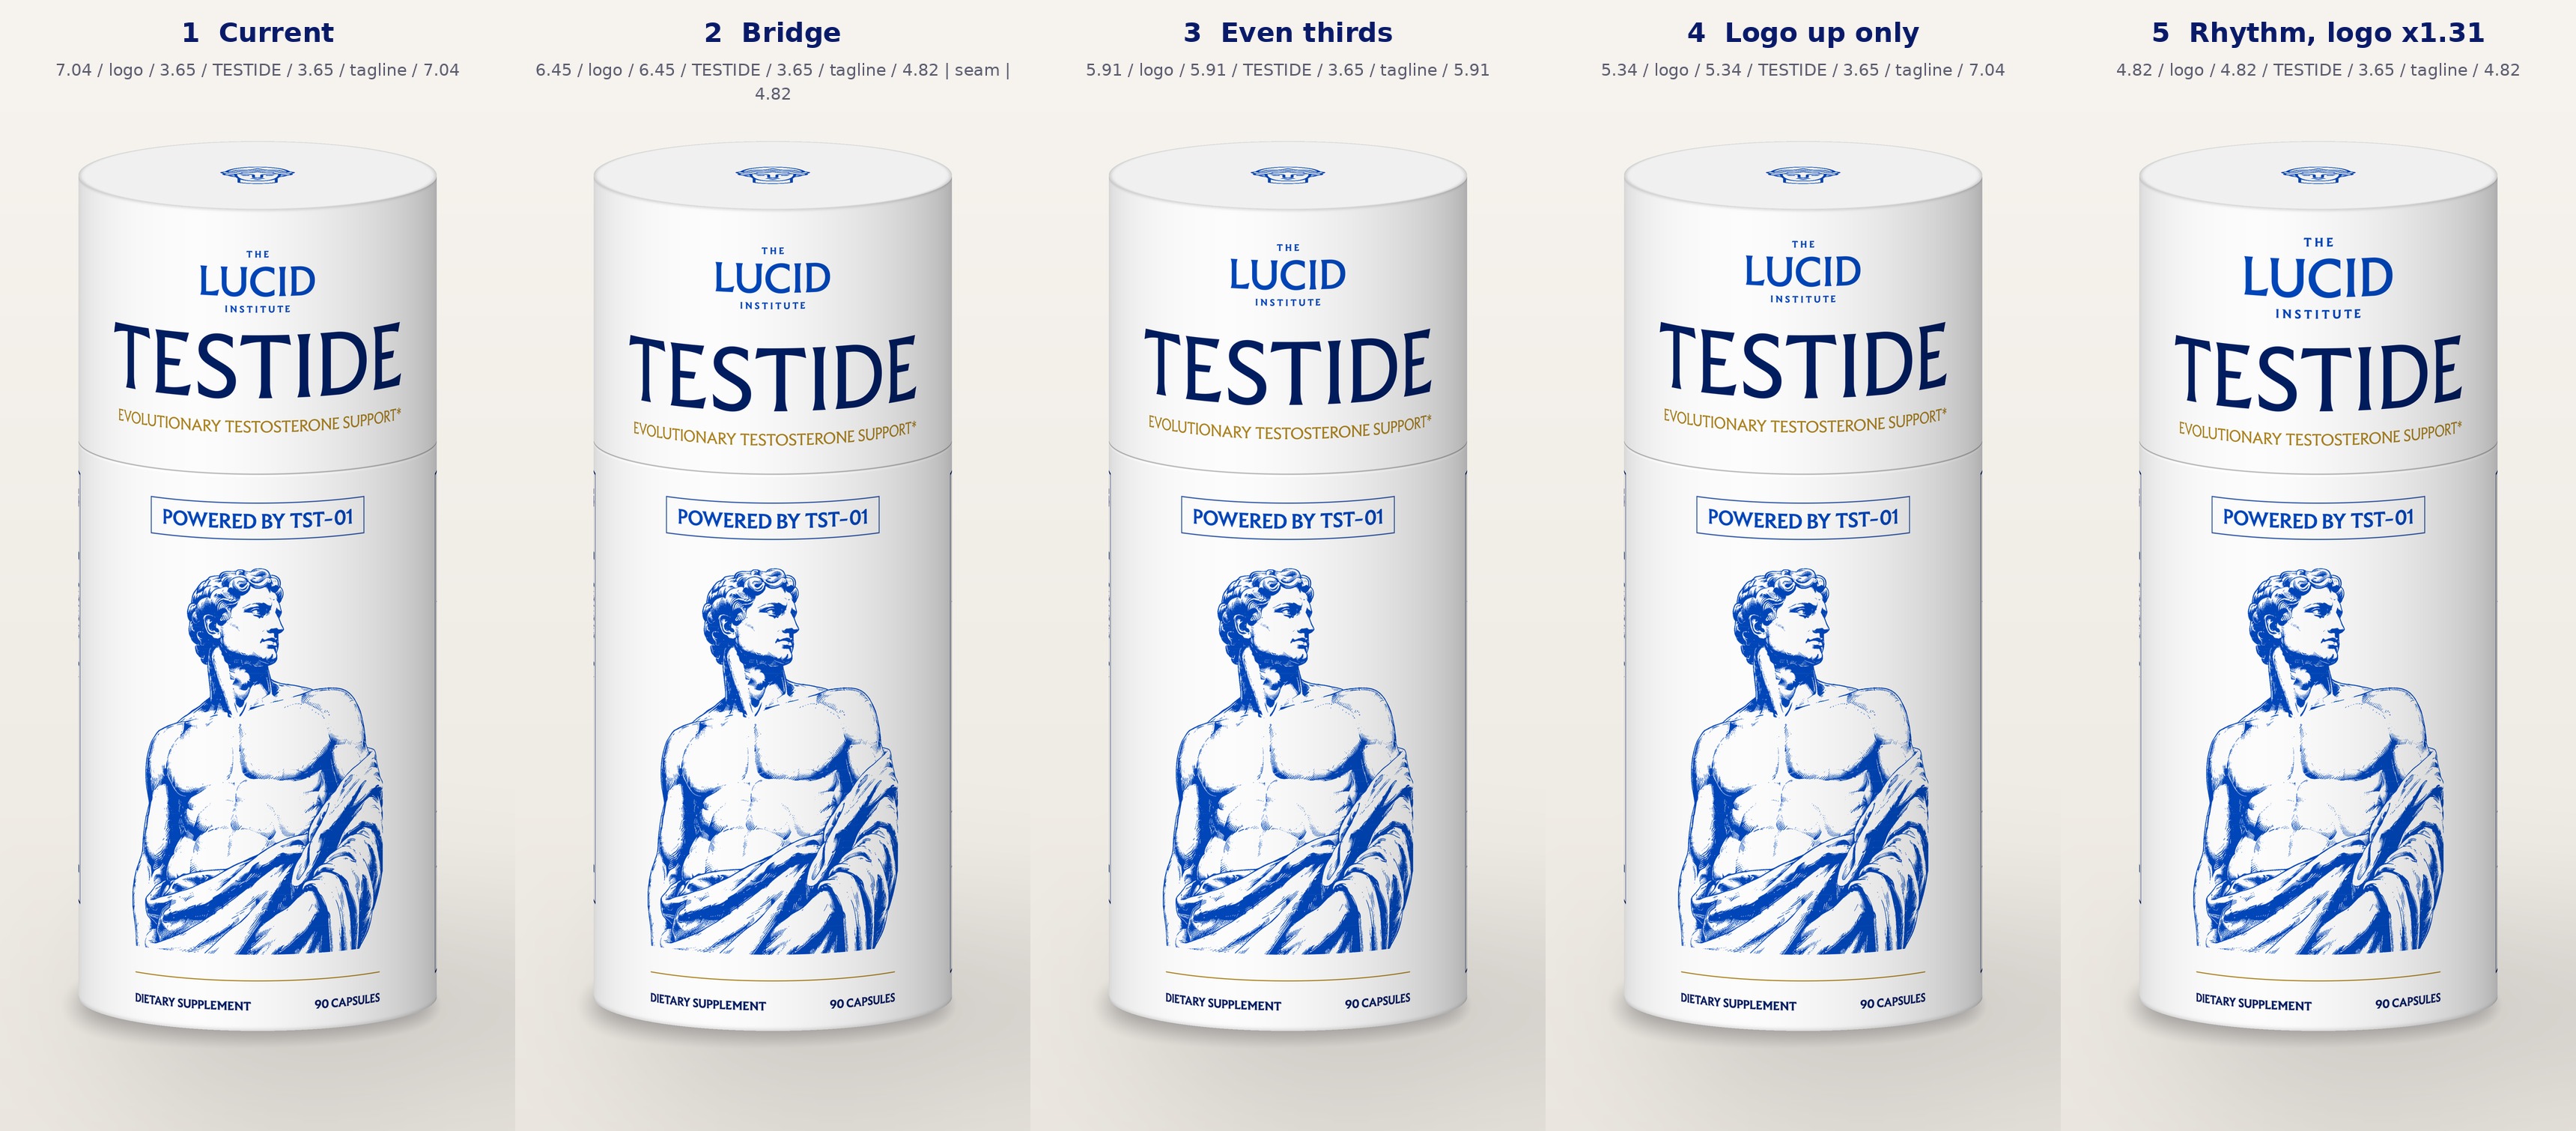 1 Current
7.04 / logo / 3.65 / TESTIDE / 3.65 / tagline / 7.04
THE
LUCID
INSTITUTE
TESTIDE
EVOLUTIONARY TESTOSTERONE SUPPORT*
POWERED BY TST-01
DIETARY SUPPLEMENT
90 CAPSULES
2 Bridge
6.45 / logo / 6.45 / TESTIDE / 3.65 / tagline / 4.82 | seam |
4.82
THE
LUCID
INSTITUTE
TESTIDE
EVOLUTIONARY TESTOSTERONE SUPPORT*
POWERED BY TST-01
DIETARY SUPPLEMENT
90 CAPSULES
3 Even thirds
5.91 / logo / 5.91 / TESTIDE / 3.65 / tagline / 5.91
THE
LUCID
INSTITUTE
TESTIDE
EVOLUTIONARY TESTOSTERONE SUPPORT*
POWERED BY TST-01
DIETARY SUPPLEMENT
90 CAPSULES
4 Logo up only
5.34 / logo / 5.34 / TESTIDE / 3.65 / tagline / 7.04
THE
LUCID
INSTITUTE
TESTIDE
EVOLUTIONARY TESTOSTERONE SUPPORT*
POWERED BY TST-01
DIETARY SUPPLEMENT
90 CAPSULES
5 Rhythm, logo x1.31
4.82 / logo / 4.82 / TESTIDE / 3.65 / tagline / 4.82
THE
LUCID
INSTITUTE
TESTIDE
EVOLUTIONARY TESTOSTERONE SUPPORT*
POWERED BY TST-01
DIETARY SUPPLEMENT
90 CAPSULES